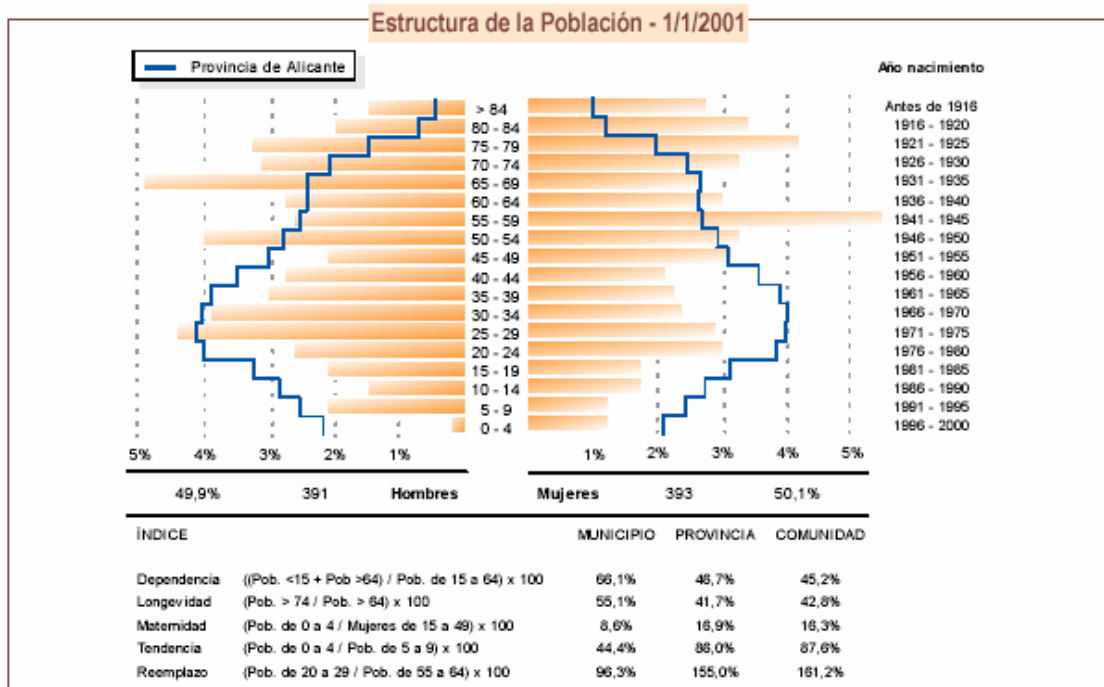 Estructura de la Población - 1/1/2001
Provincia de Alicante
Año nacimiento
> 84 Antes de 1916
80 - 84 1916 - 1920
75 - 79 1921 - 1925
70 - 74 1926 - 1930
65 - 69 1931 - 1935
60 - 64 1936 - 1940
55 - 59 1941 - 1945
50 - 54 1946 - 1950
45 - 49 1951 - 1955
40 - 44 1956 - 1960
35 - 39 1961 - 1965
30 - 34 1966 - 1970
25 - 29 1971 - 1975
20 - 24 1976 - 1980
15 - 19 1981 - 1985
10 - 14 1986 - 1990
5 - 9 1991 - 1995
0 - 4 1996 - 2000
5% 4% 3% 2% 1% 1% 2% 3% 4% 5%
49,9% 391 Hombres Mujeres 393 50,1%
ÍNDICE MUNICIPIO PROVINCIA COMUNIDAD
Dependencia ((Pob. <15 + Pob >64) / Pob. de 15 a 64) x 100 66,1% 46,7% 45,2%
Longevidad (Pob. > 74 / Pob. > 64) x 100 55,1% 41,7% 42,8%
Maternidad (Pob. de 0 a 4 / Mujeres de 15 a 49) x 100 8,6% 16,9% 16,3%
Tendencia (Pob. de 0 a 4 / Pob. de 5 a 9) x 100 44,4% 86,0% 87,6%
Reemplazo (Pob. de 20 a 29 / Pob. de 55 a 64) x 100 96,3% 155,0% 161,2%